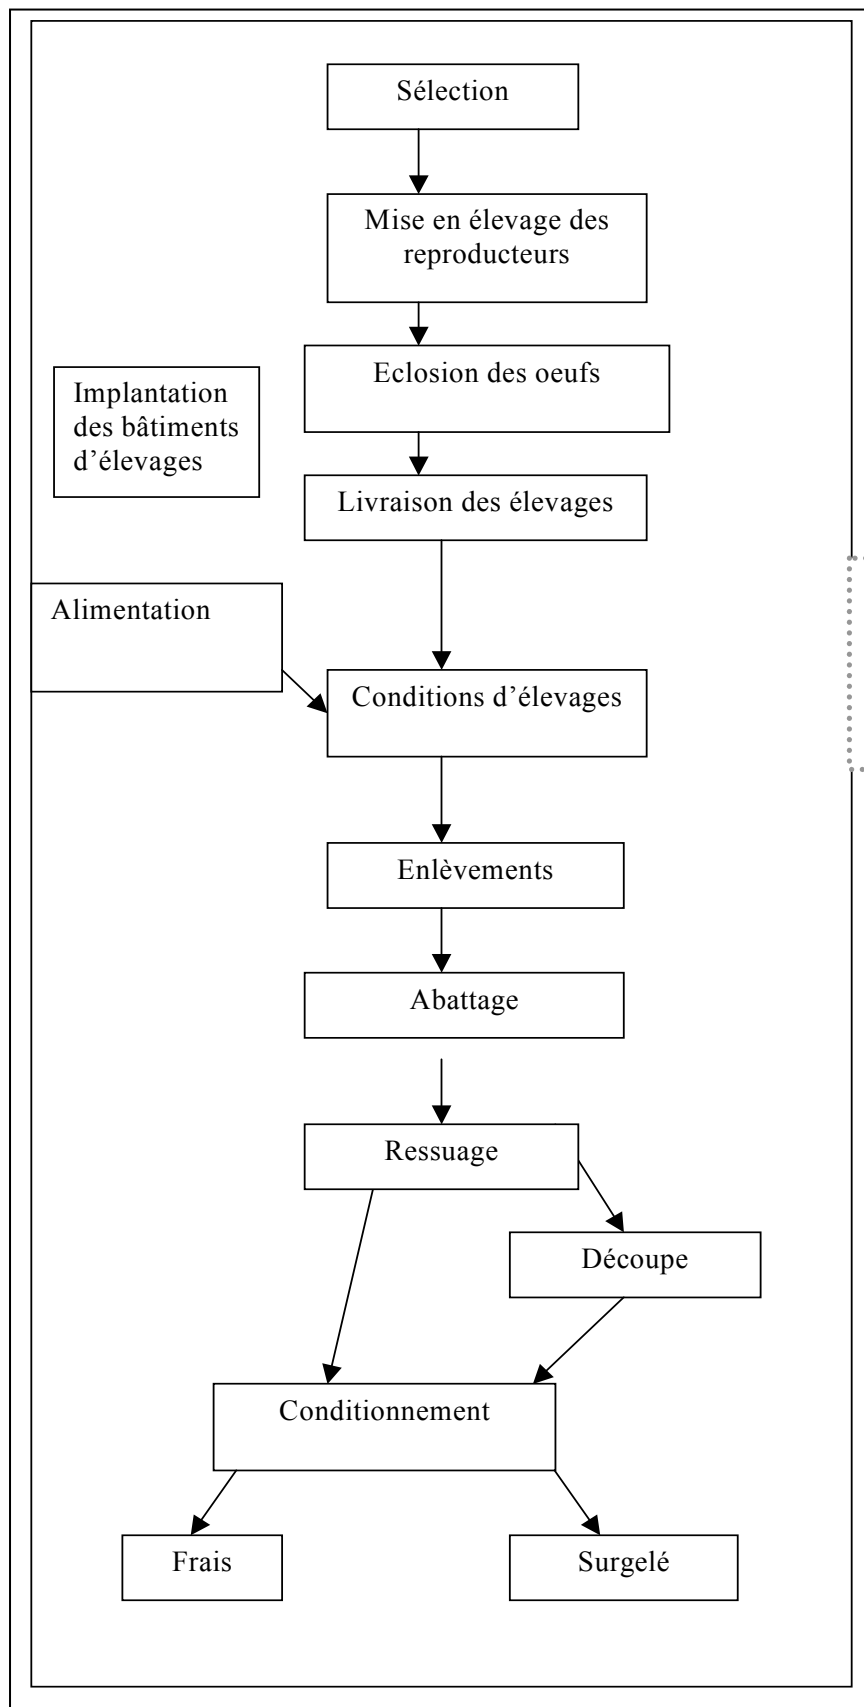 Sélection
Mise en élevage des
reproducteurs
Eclosion des oeufs
Implantation
des bâtiments
d’élevages
Livraison des élevages
Alimentation
Conditions d’élevages
Enlèvements
Abattage
Ressuage
Découpe
Conditionnement
Frais
Surgelé